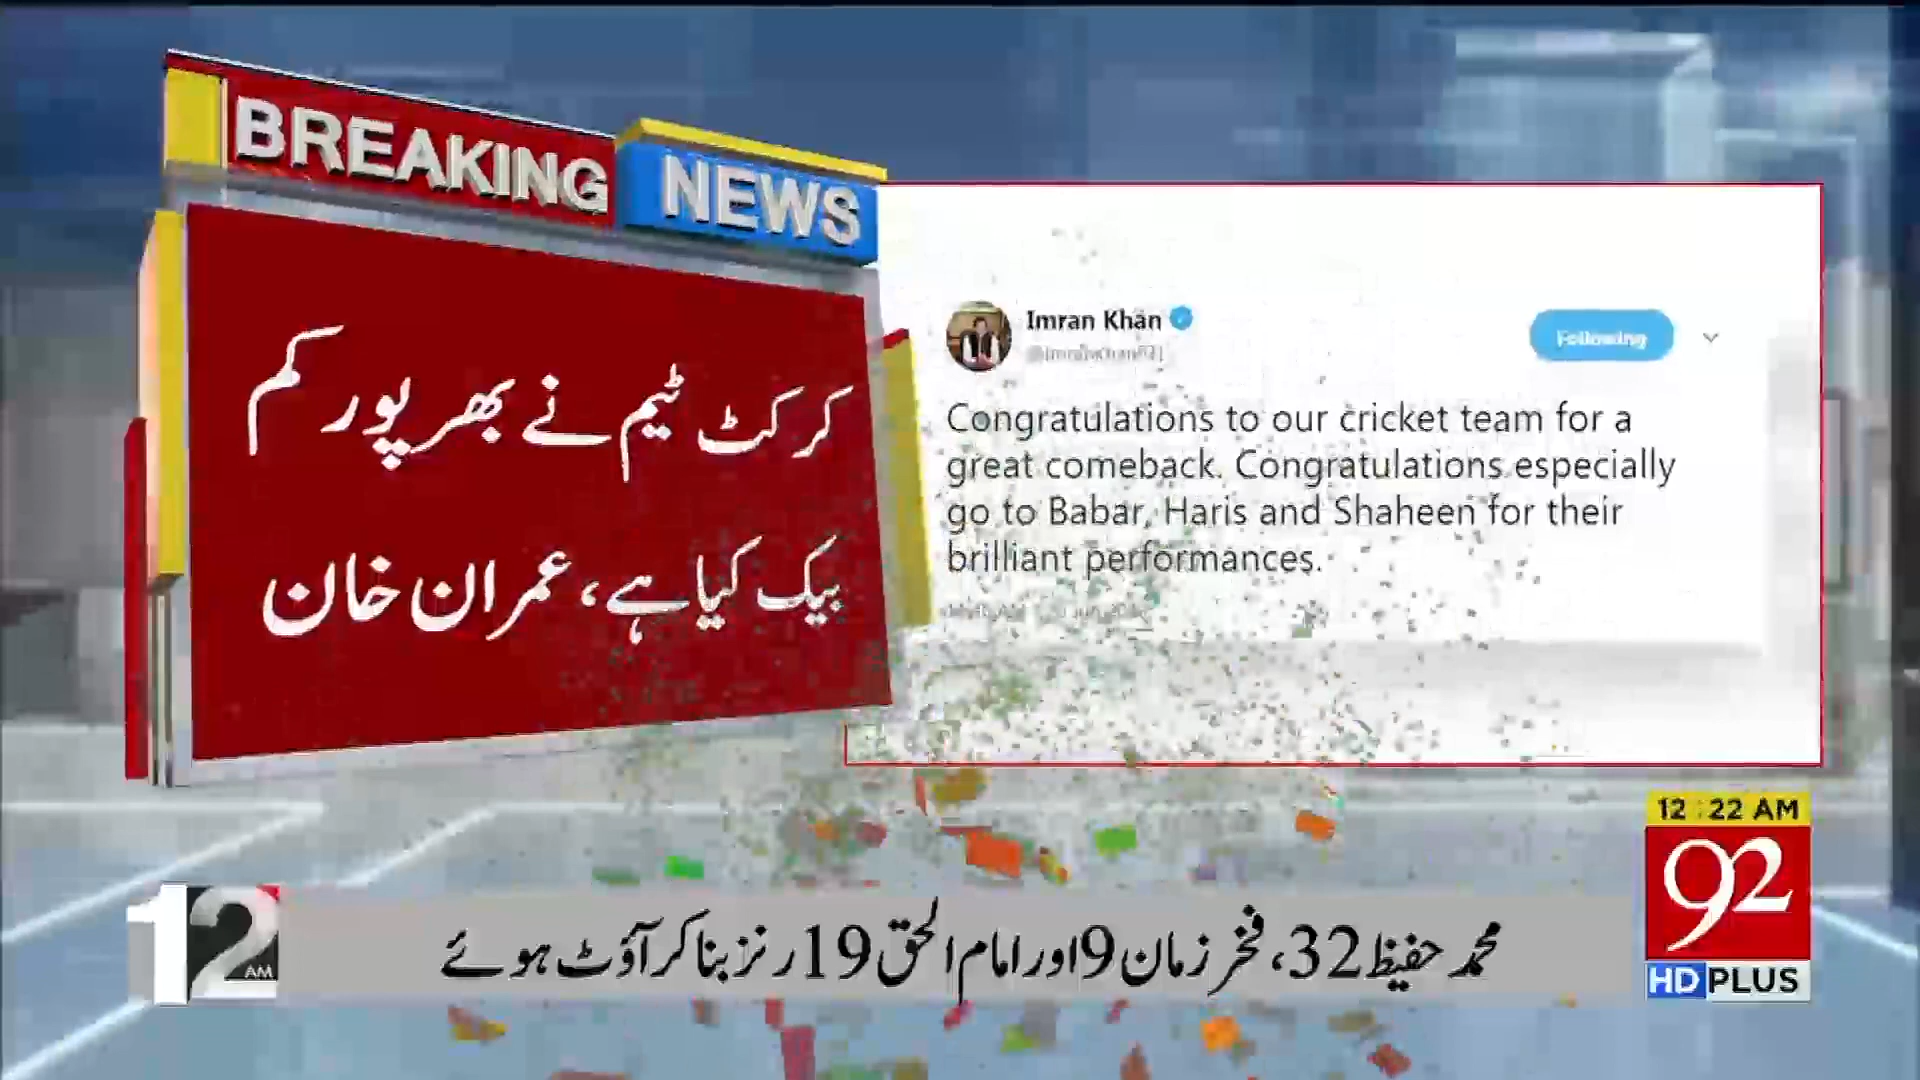 BREAKING NEWS
کرکٹ ٹیم نے بھرپور کم
بیک کیا ہے، عمران خان
Imran Khan
Following
Congratulations to our cricket team for a
great comeback. Congratulations especially
go to Babar, Haris and Shaheen for their
brilliant performances.
12:22 AM
92
HD PLUS
12 AM
محمد حفیظ 32، فخر زمان 9 اور امام الحق 19 رنز بنا کر آؤٹ ہوئے